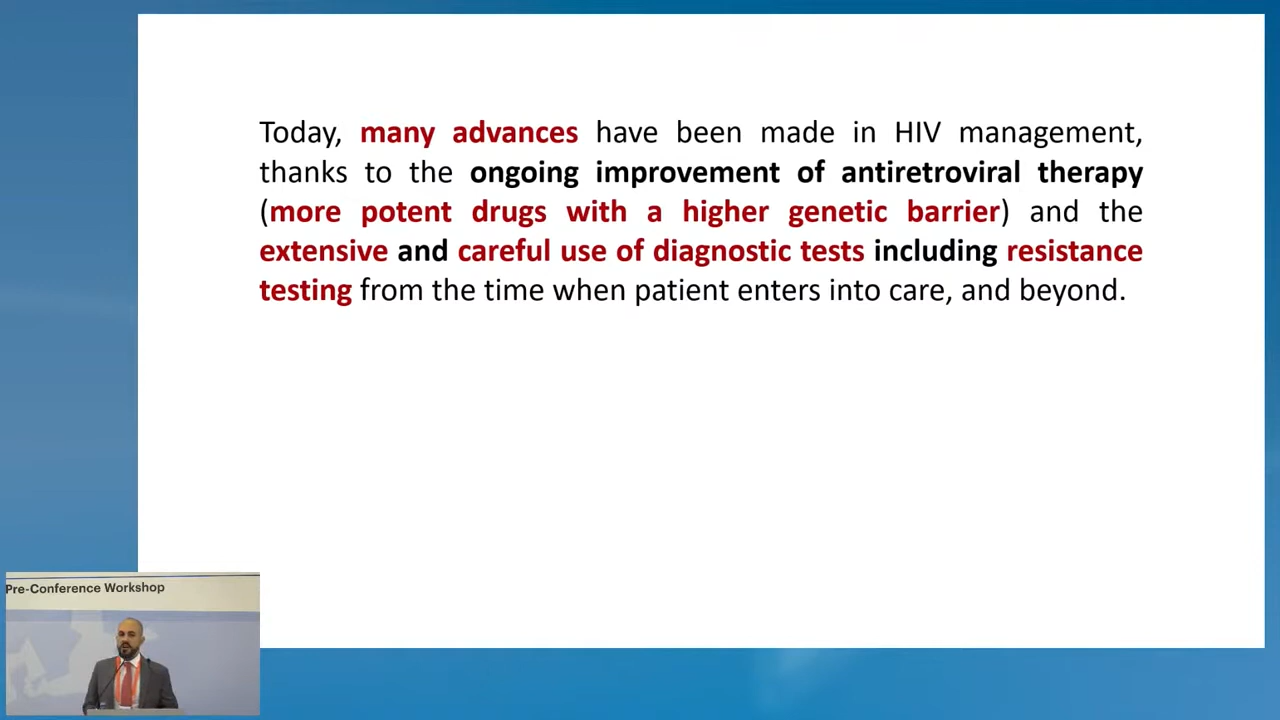 Today, many advances have been made in HIV management,
thanks to the ongoing improvement of antiretroviral therapy
(more potent drugs with a higher genetic barrier) and the
extensive and careful use of diagnostic tests including resistance
testing from the time when patient enters into care, and beyond.
Pre-Conference Workshop